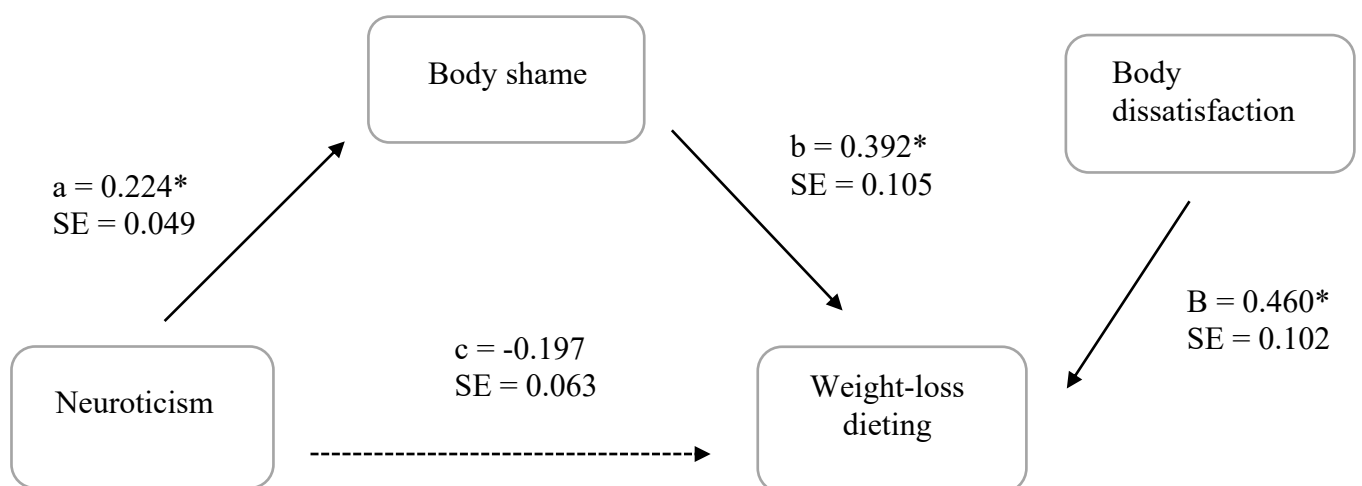 Body shame
Body
dissatisfaction
a = 0.224*
SE = 0.049
b = 0.392*
SE = 0.105
B = 0.460*
SE = 0.102
c = -0.197
SE = 0.063
Neuroticism
Weight-loss
dieting